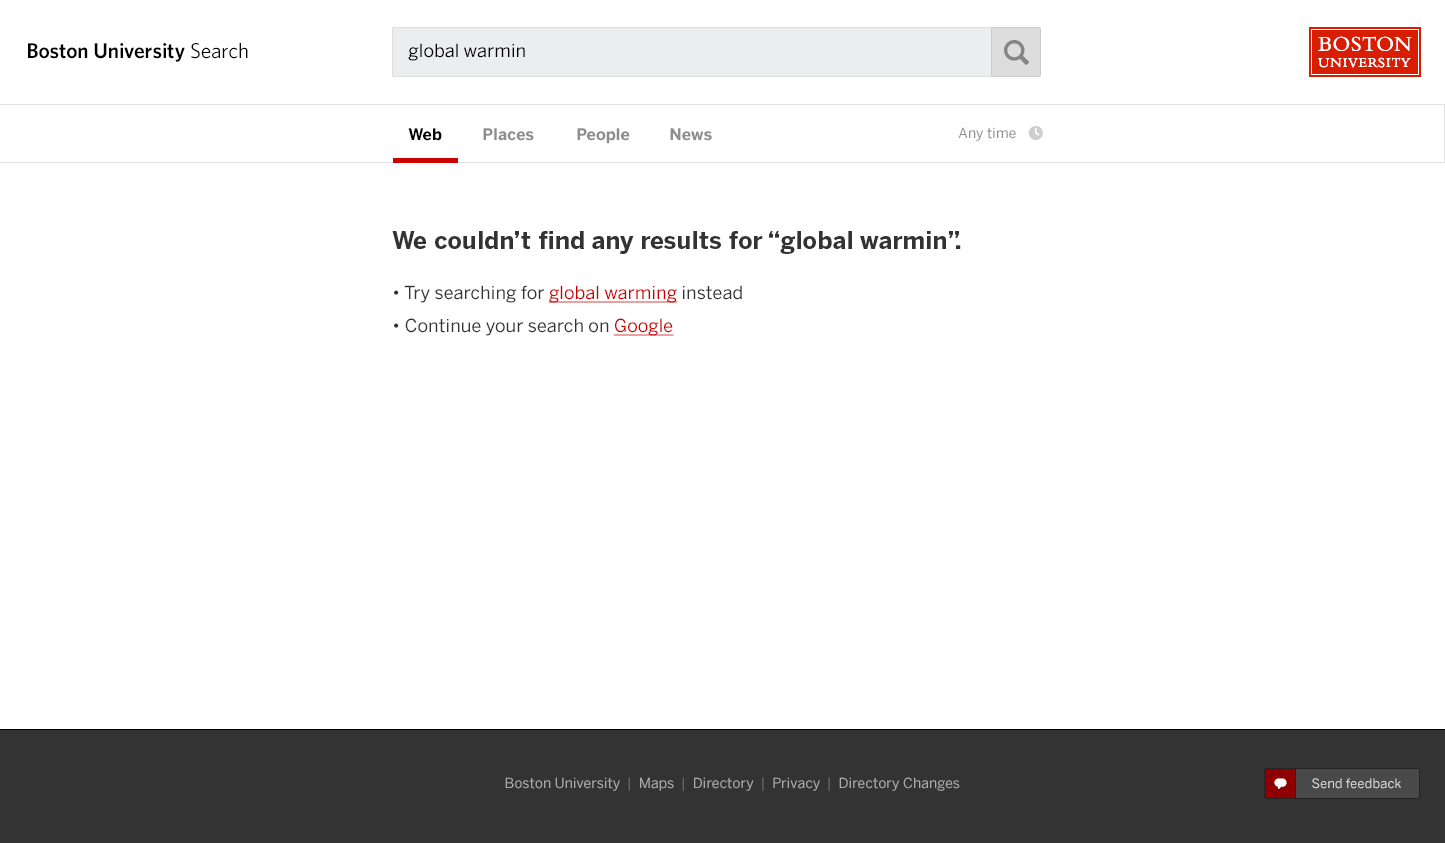 Boston University Search
global warmin
BOSTON
UNIVERSITY
Web Places People News Any time
We couldn’t find any results for “global warmin”.
• Try searching for global warming instead
• Continue your search on Google
Boston University | Maps | Directory | Privacy | Directory Changes
Send feedback